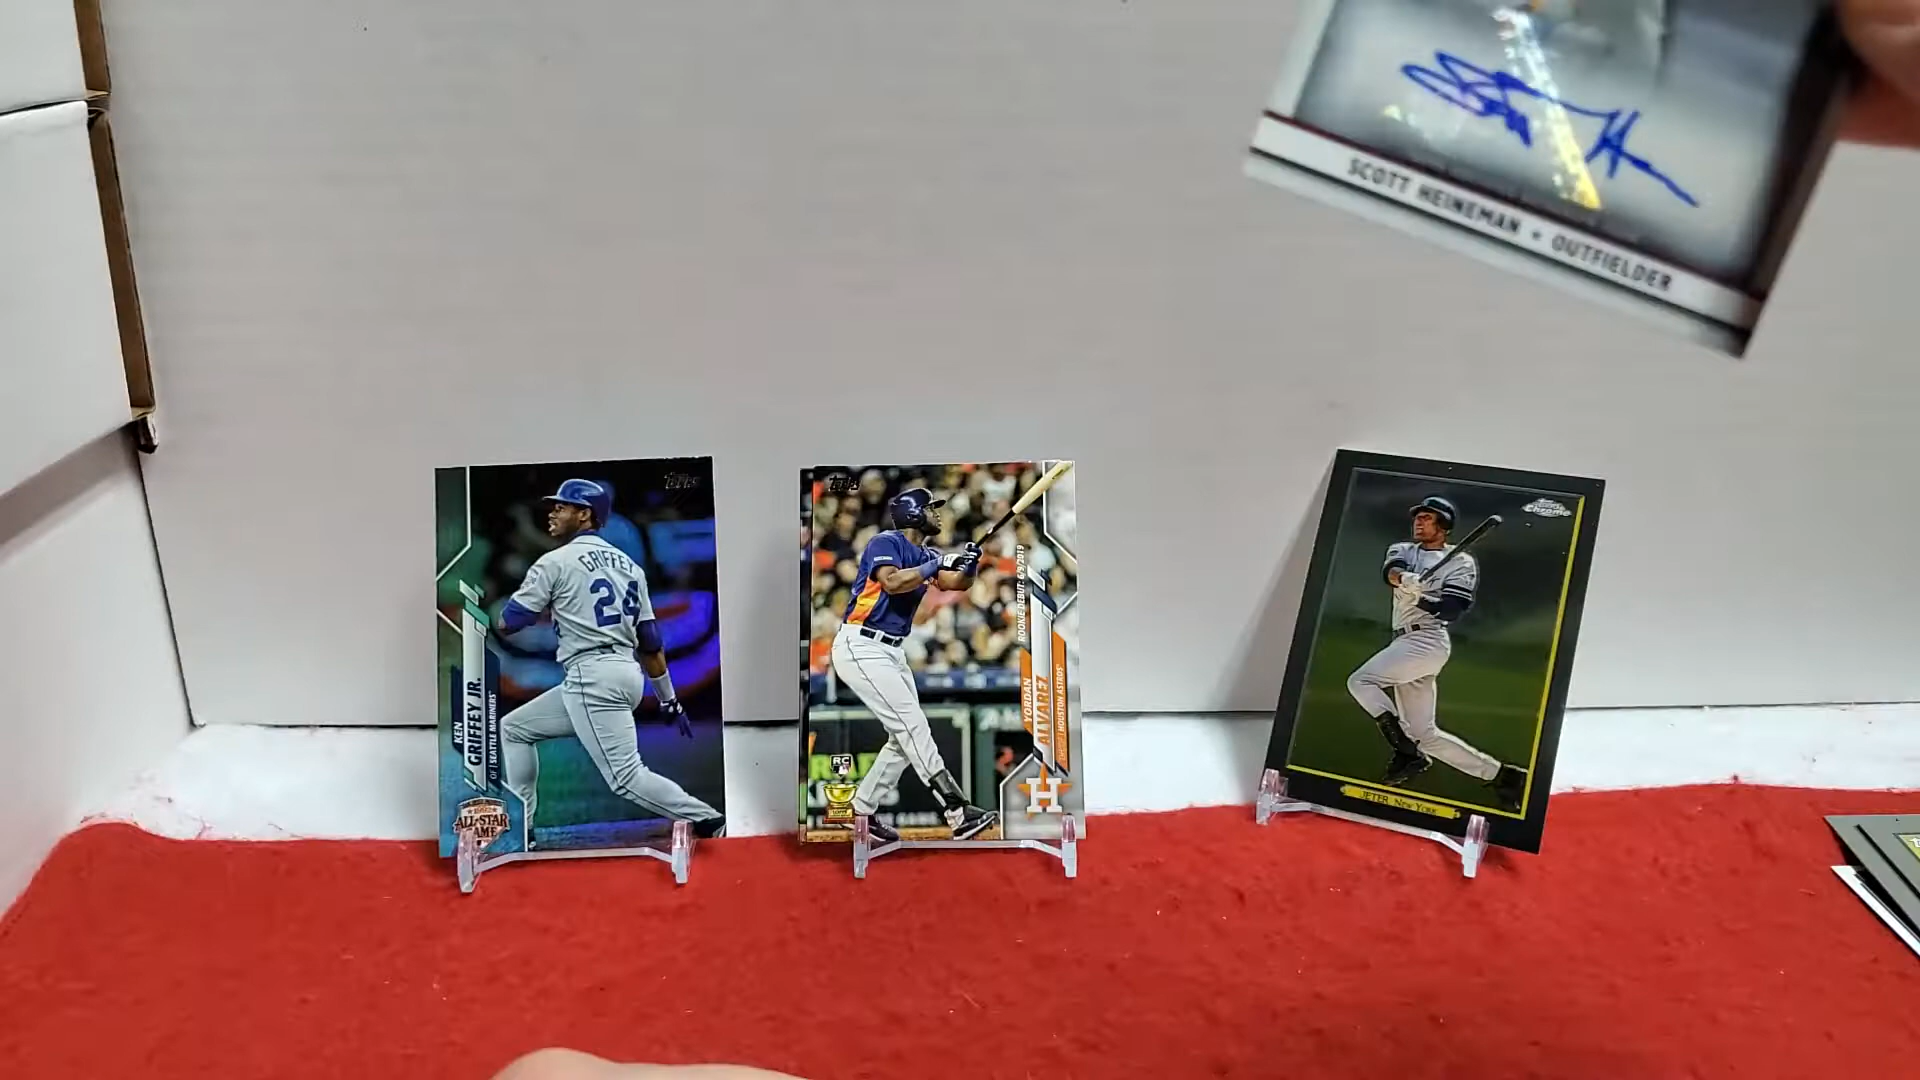 SCOTT HEINEMAN • OUTFIELDER
Topps
GRIFFEY
24
KEN
GRIFFEY JR.
OF | SEATTLE MARINERS
ALL-STAR
GAME
Topps
ROOKIE DEBUT: 6/9/2019
YORDAN
ALVAREZ
HOUSTON ASTROS
RC
H
Topps
Chrome
JETER, NEW YORK